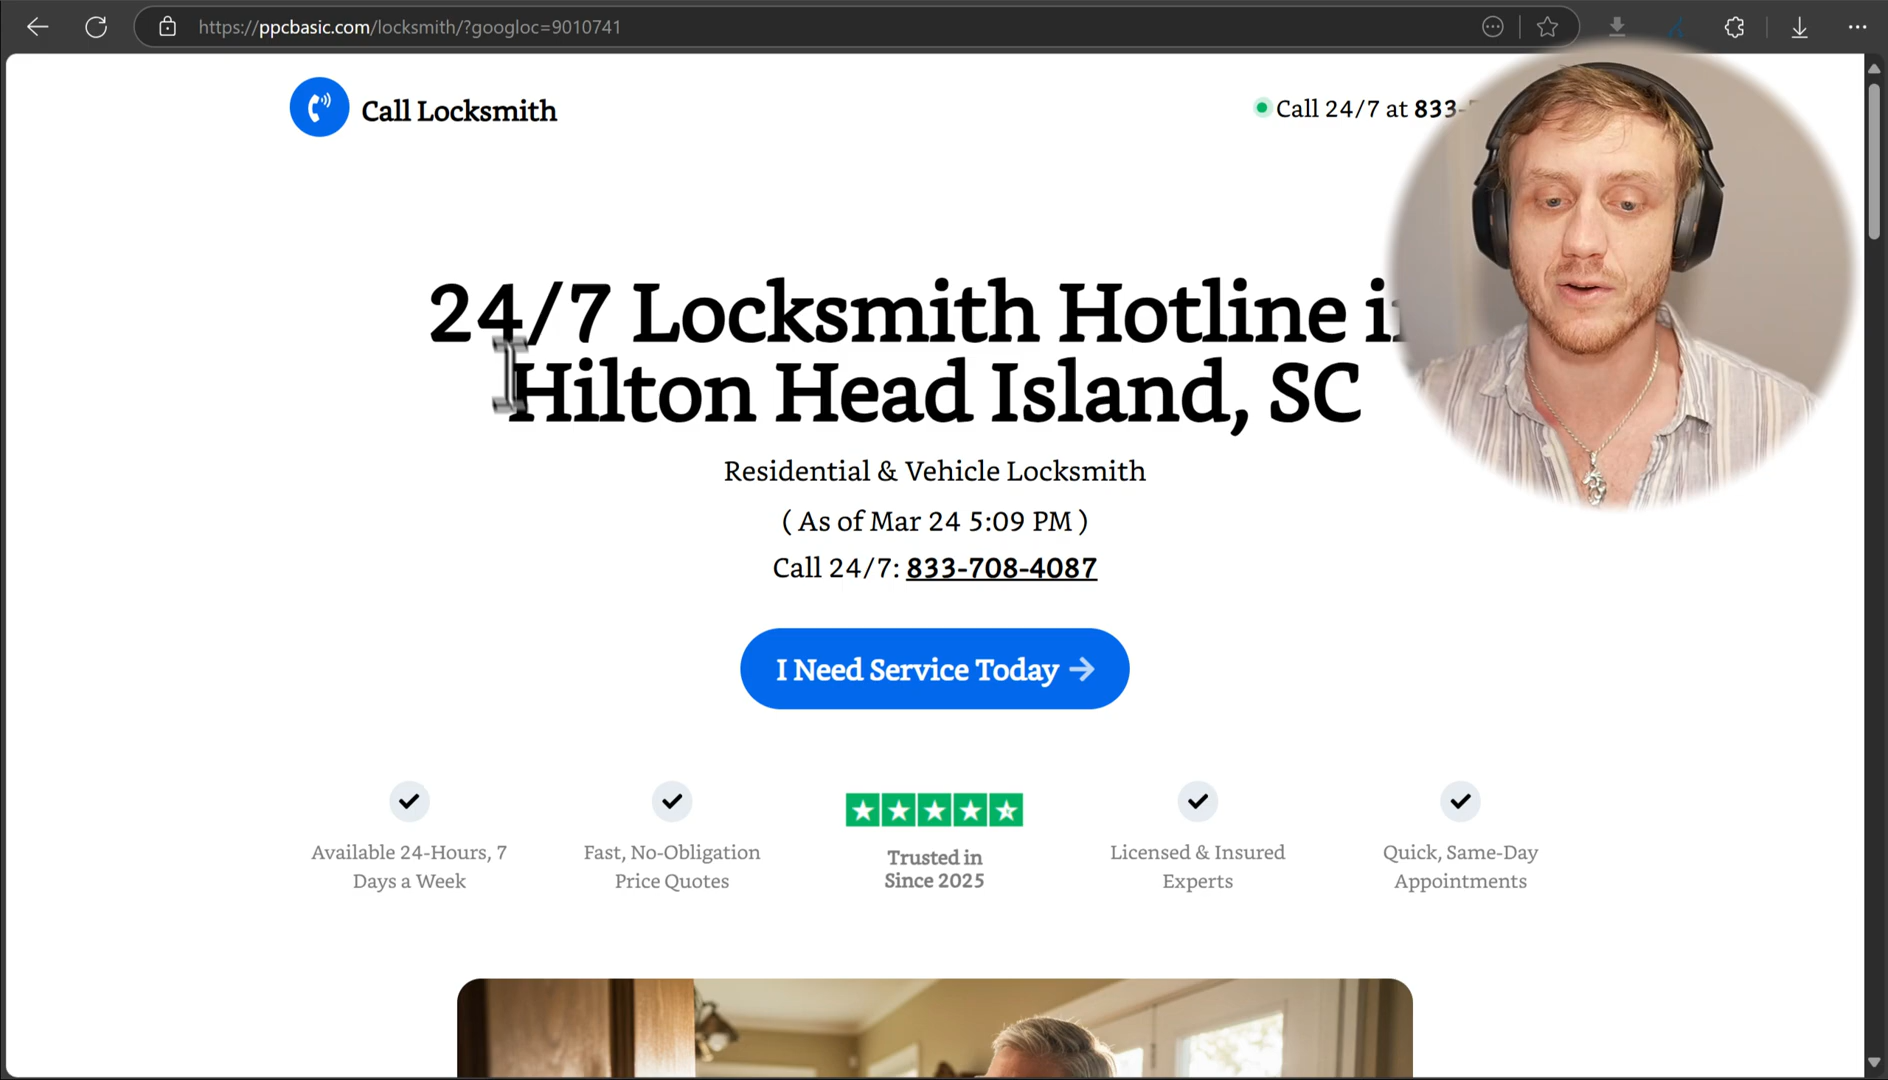 https://ppcbasic.com/locksmith/?googloc=9010741
Call Locksmith
Call 24/7 at 833-
24/7 Locksmith Hotline in
Hilton Head Island, SC
Residential & Vehicle Locksmith
( As of Mar 24 5:09 PM )
Call 24/7: 833-708-4087
I Need Service Today
Available 24-Hours, 7
Days a Week
Fast, No-Obligation
Price Quotes
Trusted in
Since 2025
Licensed & Insured
Experts
Quick, Same-Day
Appointments